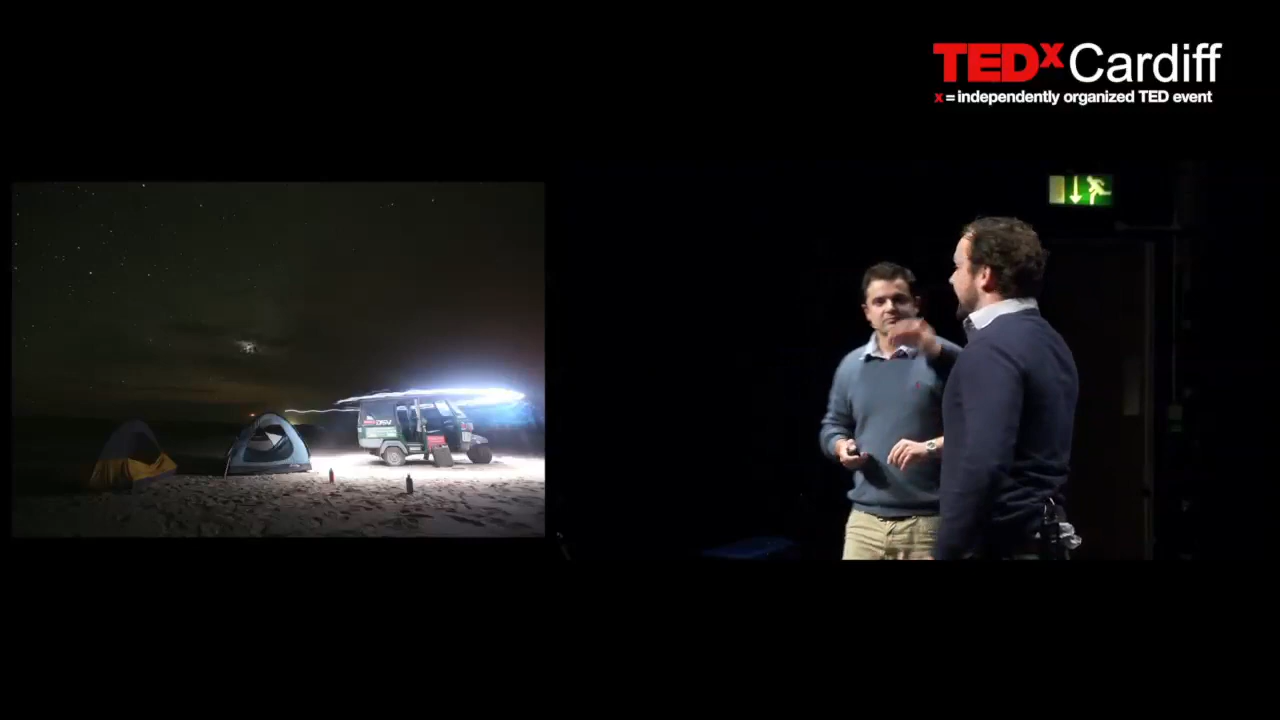 TEDxCardiff
x = independently organized TED event